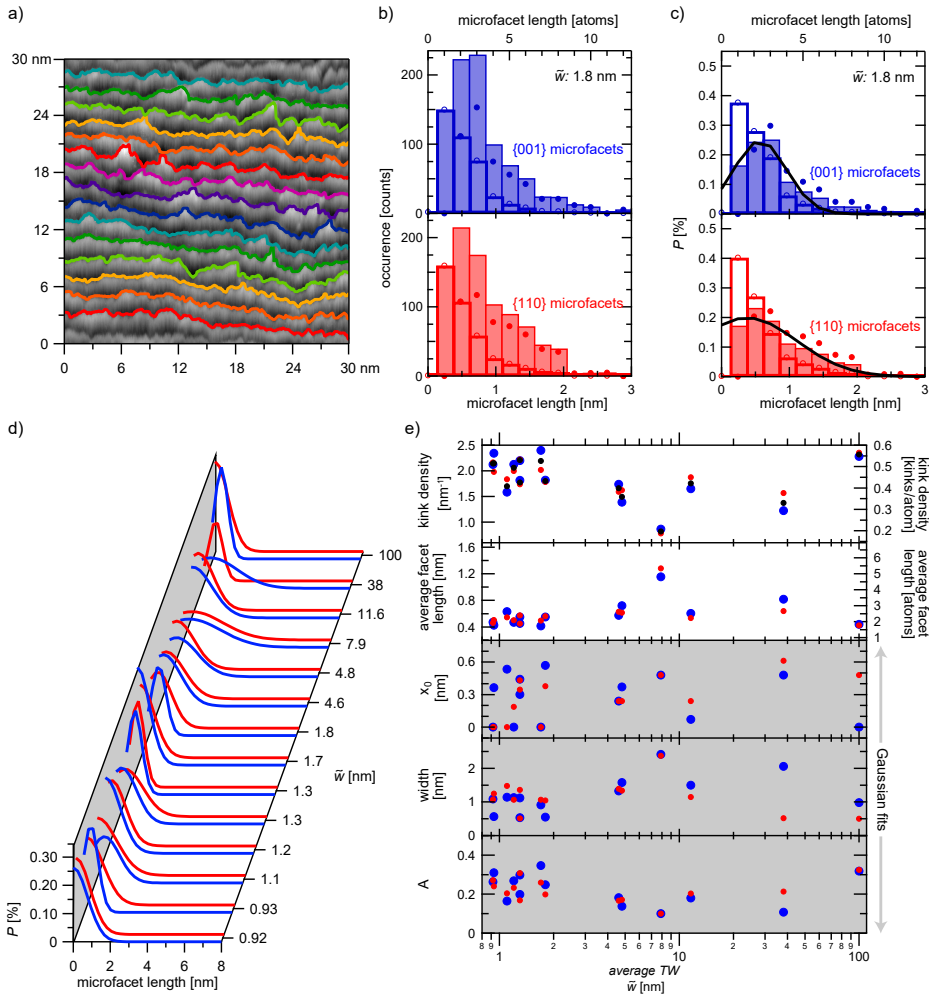 a)
30 nm
24
18
12
6
0
0
6
12
18
24
30 nm
b)
microfacet length [atoms]
0
5
10
w̄: 1.8 nm
200
100
0
{001} microfacets
occurence [counts]
200
100
0
{110} microfacets
0
1
2
3
microfacet length [nm]
c)
microfacet length [atoms]
0
5
10
w̄: 1.8 nm
0.5
0.4
0.3
0.2
0.1
0
{001} microfacets
P [%]
0.5
0.4
0.3
0.2
0.1
0
{110} microfacets
0
1
2
3
microfacet length [nm]
d)
100
38
11.6
7.9
4.8
4.6
1.8
1.7
w̄ [nm]
1.3
1.3
1.2
1.1
0.93
0.92
0.30
0.20
0.10
0
P [%]
0
2
4
6
8
microfacet length [nm]
e)
kink density
[nm⁻¹]
2.5
2.0
1.5
1.0
0.6
0.5
0.4
0.3
0.2
kink density
[kinks/atom]
average facet
length [nm]
1.6
1.2
0.8
0.4
6
5
4
3
2
1
average facet
length [atoms]
x₀
[nm]
0.6
0.3
0
width
[nm]
2
1
0
A
0.4
0.2
0
Gaussian fits
8 9 1 2 3 4 5 6 7 8 9 10 2 3 4 5 6 7 8 9 100
average TW
w̄ [nm]